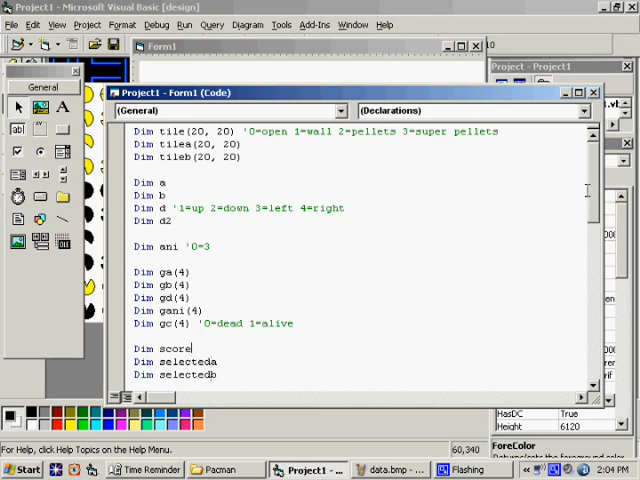 Project1 - Microsoft Visual Basic [design]
File Edit View Project Format Debug Run Query Diagram Tools Add-Ins Window Help
Form1
Project - Project1
General
Project1 - Form1 (Code)
(General) (Declarations)
Dim tile(20, 20) '0=open 1=wall 2=pellets 3=super pellets
Dim tilea(20, 20)
Dim tileb(20, 20)
Dim a
Dim b
Dim d '1=up 2=down 3=left 4=right
Dim d2
Dim ani '0=3
Dim ga(4)
Dim gb(4)
Dim gd(4)
Dim gani(4)
Dim gc(4) '0=dead 1=alive
Dim score
Dim selecteda
Dim selectedb
HasDC True
Height 6120
ForeColor
For Help, click Help Topics on the Help Menu.
60,340
Start Time Reminder Pacman Project1 - ... data.bmp - ... Flashing 2:04 PM